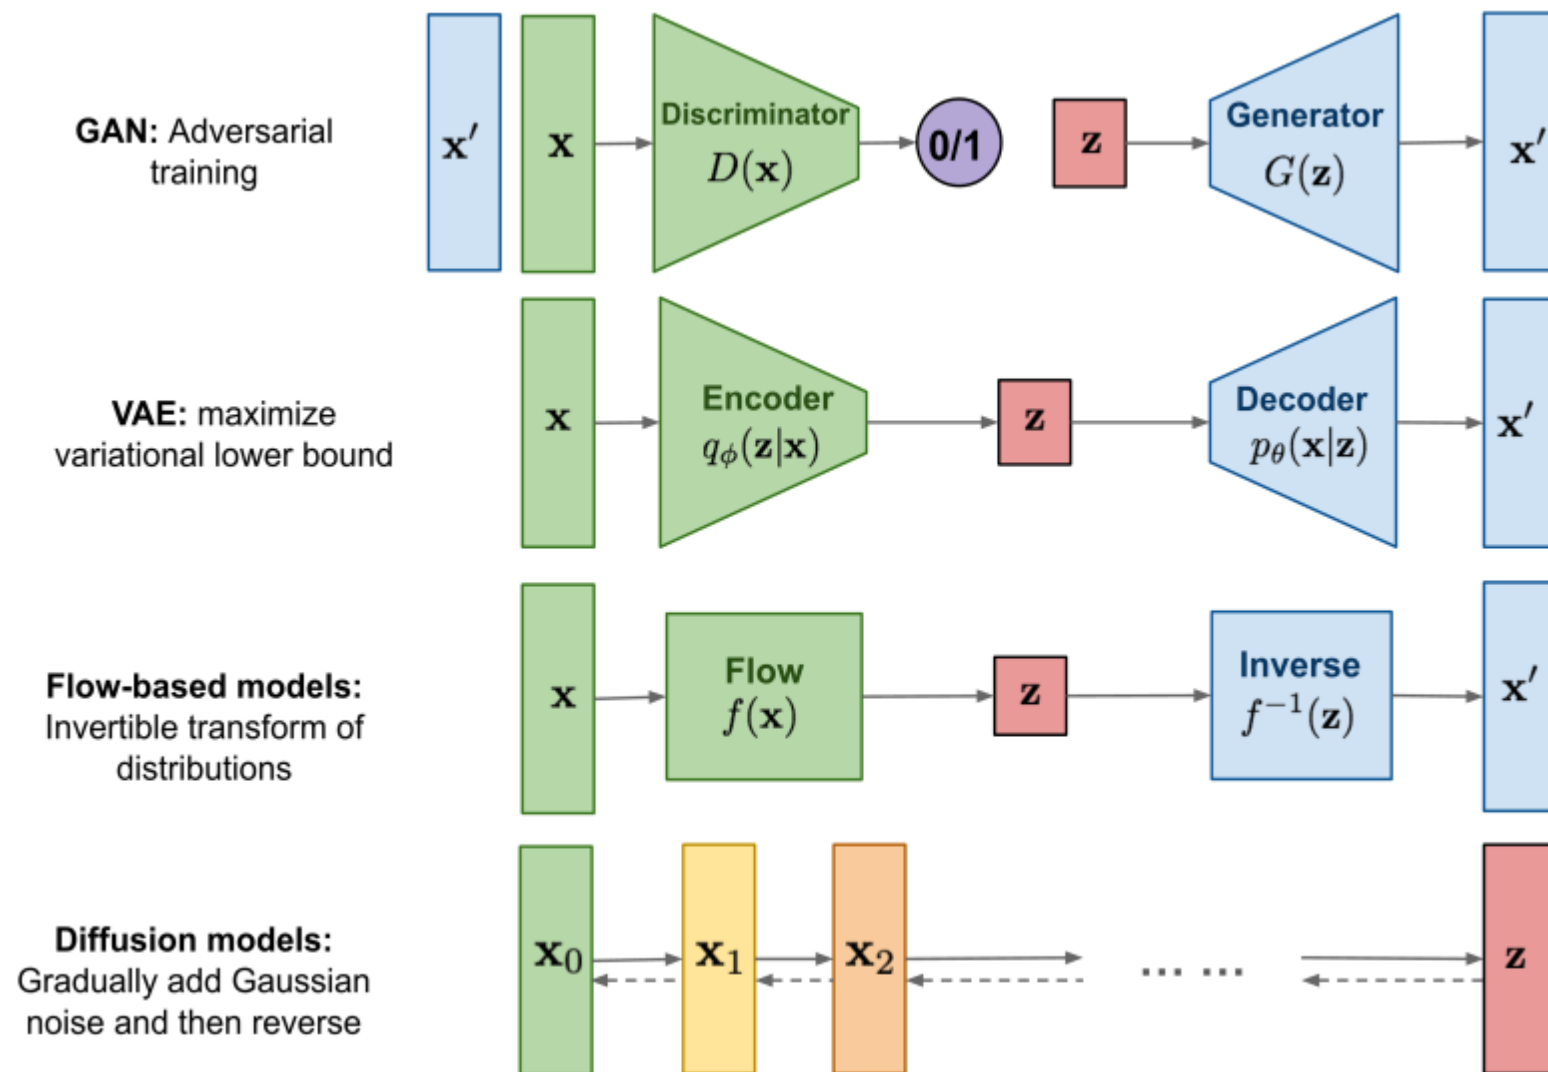 GAN: Adversarial
training
x′
x
Discriminator
D(x)
0/1
z
Generator
G(z)
x′
VAE: maximize
variational lower bound
x
Encoder
qϕ(z|x)
z
Decoder
pθ(x|z)
x′
Flow-based models:
Invertible transform of
distributions
x
Flow
f(x)
z
Inverse
f⁻¹(z)
x′
Diffusion models:
Gradually add Gaussian
noise and then reverse
x₀
x₁
x₂
... ...
z